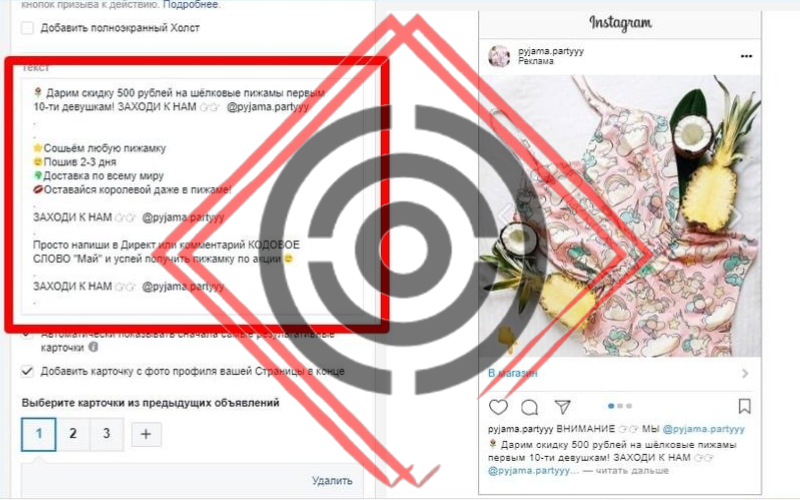 кнопок призыва к действию. Подробнее.
Добавить полноэкранный Холст
Текст
Дарим скидку 500 рублей на шёлковые пижамы первым
10-ти девушкам! ЗАХОДИ К НАМ 👉🏻👉🏻 @pyjama.partyyy
.
.
⭐Сошьём любую пижамку
🙂Пошив 2-3 дня
🌴Доставка по всему миру
💋Оставайся королевой даже в пижаме!
.
ЗАХОДИ К НАМ 👉🏻👉🏻 @pyjama.partyyy
.
Просто напиши в Директ или комментарий КОДОВОЕ
СЛОВО "Май" и успей получить пижамку по акции 🙂
.
ЗАХОДИ К НАМ 👉🏻👉🏻 @pyjama.partyyy
.
Автоматически показывать сначала самые результативные
карточки
Добавить карточку с фото профиля вашей Страницы в конце
Выберите карточки из предыдущих объявлений
1 2 3 +
Удалить
Instagram
pyjama.partyyy
Реклама
В магазин
pyjama.partyyy ВНИМАНИЕ 👉🏻👉🏻 МЫ @pyjama.partyyy
Дарим скидку 500 рублей на шёлковые пижамы
первым 10-ти девушкам! ЗАХОДИ К НАМ 👉🏻👉🏻
@pyjama.partyyy... — читать дальше